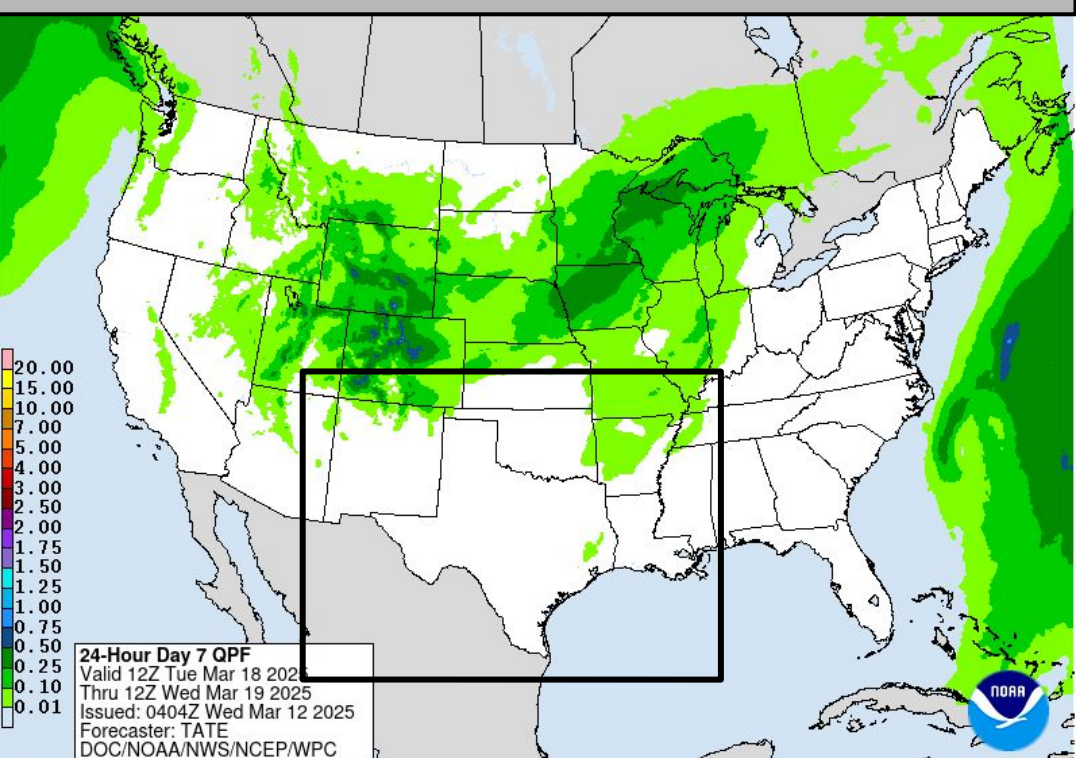 20.00
15.00
10.00
7.00
5.00
4.00
3.00
2.50
2.00
1.75
1.50
1.25
1.00
0.75
0.50
0.25
0.10
0.01
24-Hour Day 7 QPF
Valid 12Z Tue Mar 18 2025
Thru 12Z Wed Mar 19 2025
Issued: 0404Z Wed Mar 12 2025
Forecaster: TATE
DOC/NOAA/NWS/NCEP/WPC
NOAA